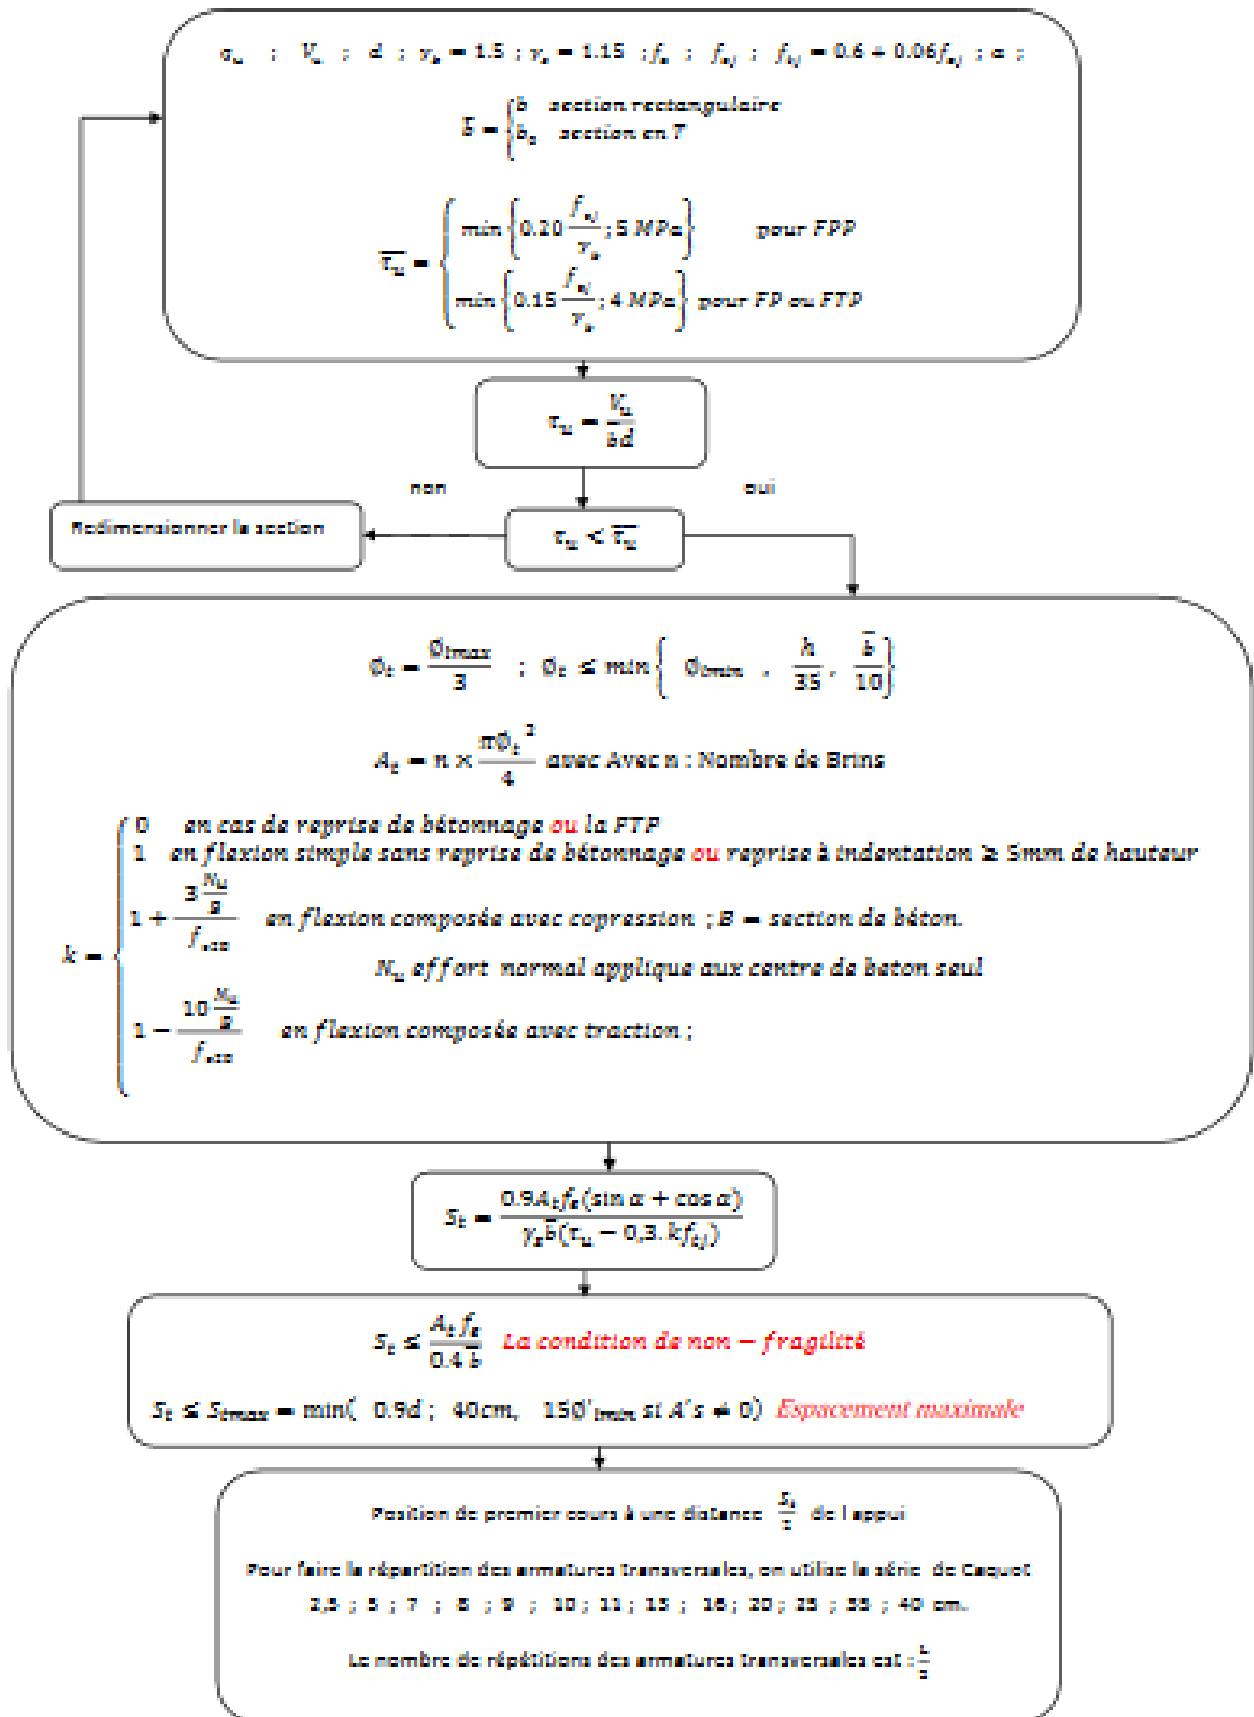 q_u ; V_u ; d ; γ_b = 1.5 ; γ_s = 1.15 ; f_e ; f_cj ; f_tj = 0.6 + 0.06f_cj ; α ;
b̄ = { b section rectangulaire
b_0 section en T
τ̄_u = { min {0.20 f_cj/γ_b ; 5 MPa} pour FPP
min {0.15 f_cj/γ_b ; 4 MPa} pour FP ou FTP
τ_u = V_u/b̄d
non oui
Redimensionner la section
τ_u < τ̄_u
Ø_t = Ø_lmax/3 ; Ø_t ≤ min { Ø_lmin , h/35 , b̄/10 }
A_t = n × πØ_t²/4 avec Avec n : Nombre de Brins
k = { 0 en cas de reprise de bétonnage ou la FTP
1 en flexion simple sans reprise de bétonnage ou reprise à indentation ≥ 5mm de hauteur
1 + (3 N_u/B)/f_c28 en flexion composée avec copression ; B = section de béton.
N_u effort normal applique aux centre de beton seul
1 − (10 N_u/B)/f_c28 en flexion composée avec traction ;
S_t = 0.9A_t f_e(sin α + cos α)/γ_s b̄(τ_u − 0,3. kf_tj)
S_t ≤ A_t f_e/0.4 b̄ La condition de non − fragilité
S_t ≤ S_tmax = min( 0.9d ; 40cm, 15Ø'_lmin si A's ≠ 0) Espacement maximale
Position de premier cours à une distance S_t/2 de l appui
Pour faire la répartition des armatures transversales, on utilise la série de Caquot
2,5 ; 5 ; 7 ; 8 ; 9 ; 10 ; 11 ; 13 ; 16 ; 20 ; 25 ; 35 ; 40 cm.
Le nombre de répétitions des armatures transversales est : L/2